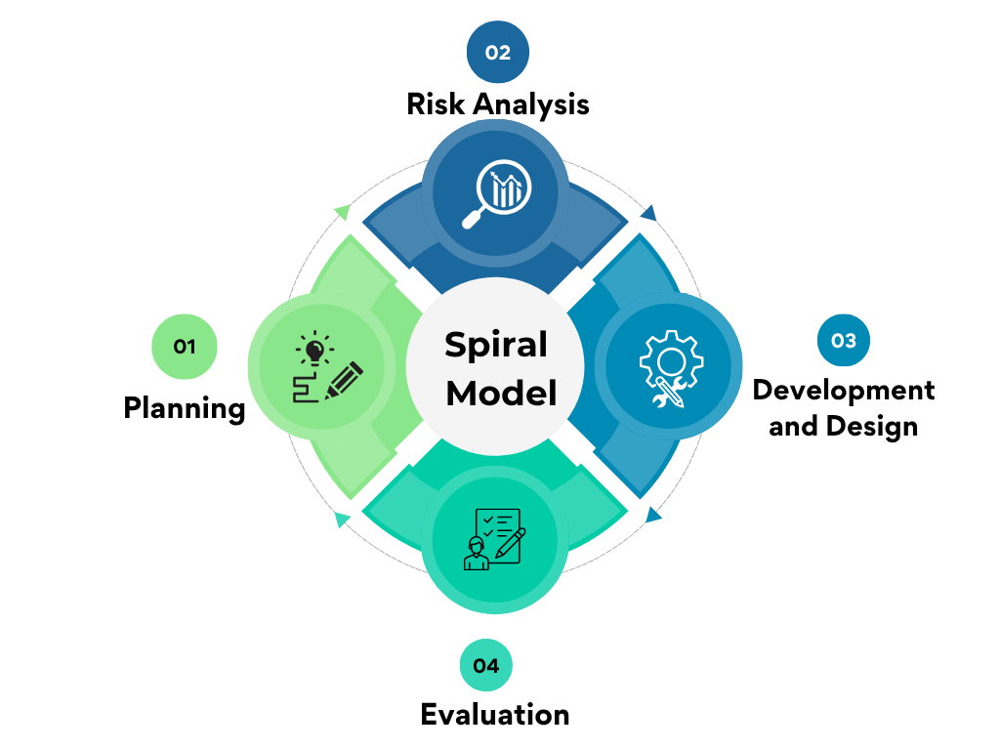 02
Risk Analysis
01
Planning
Spiral
Model
03
Development
and Design
04
Evaluation